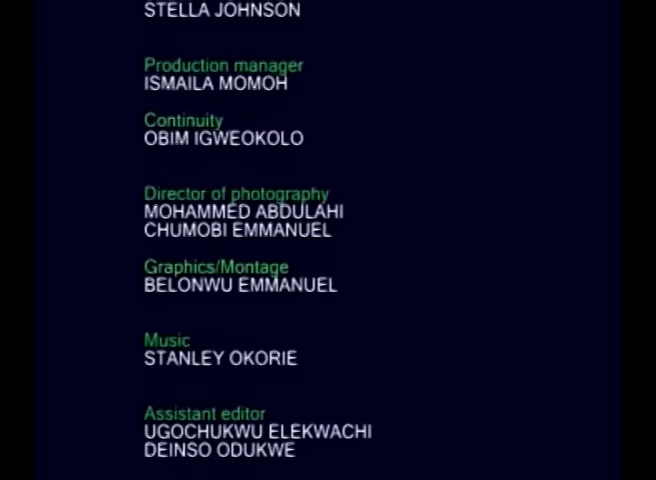 STELLA JOHNSON
Production manager
ISMAILA MOMOH
Continuity
OBIM IGWEOKOLO
Director of photography
MOHAMMED ABDULAHI
CHUMOBI EMMANUEL
Graphics/Montage
BELONWU EMMANUEL
Music
STANLEY OKORIE
Assistant editor
UGOCHUKWU ELEKWACHI
DEINSO ODUKWE